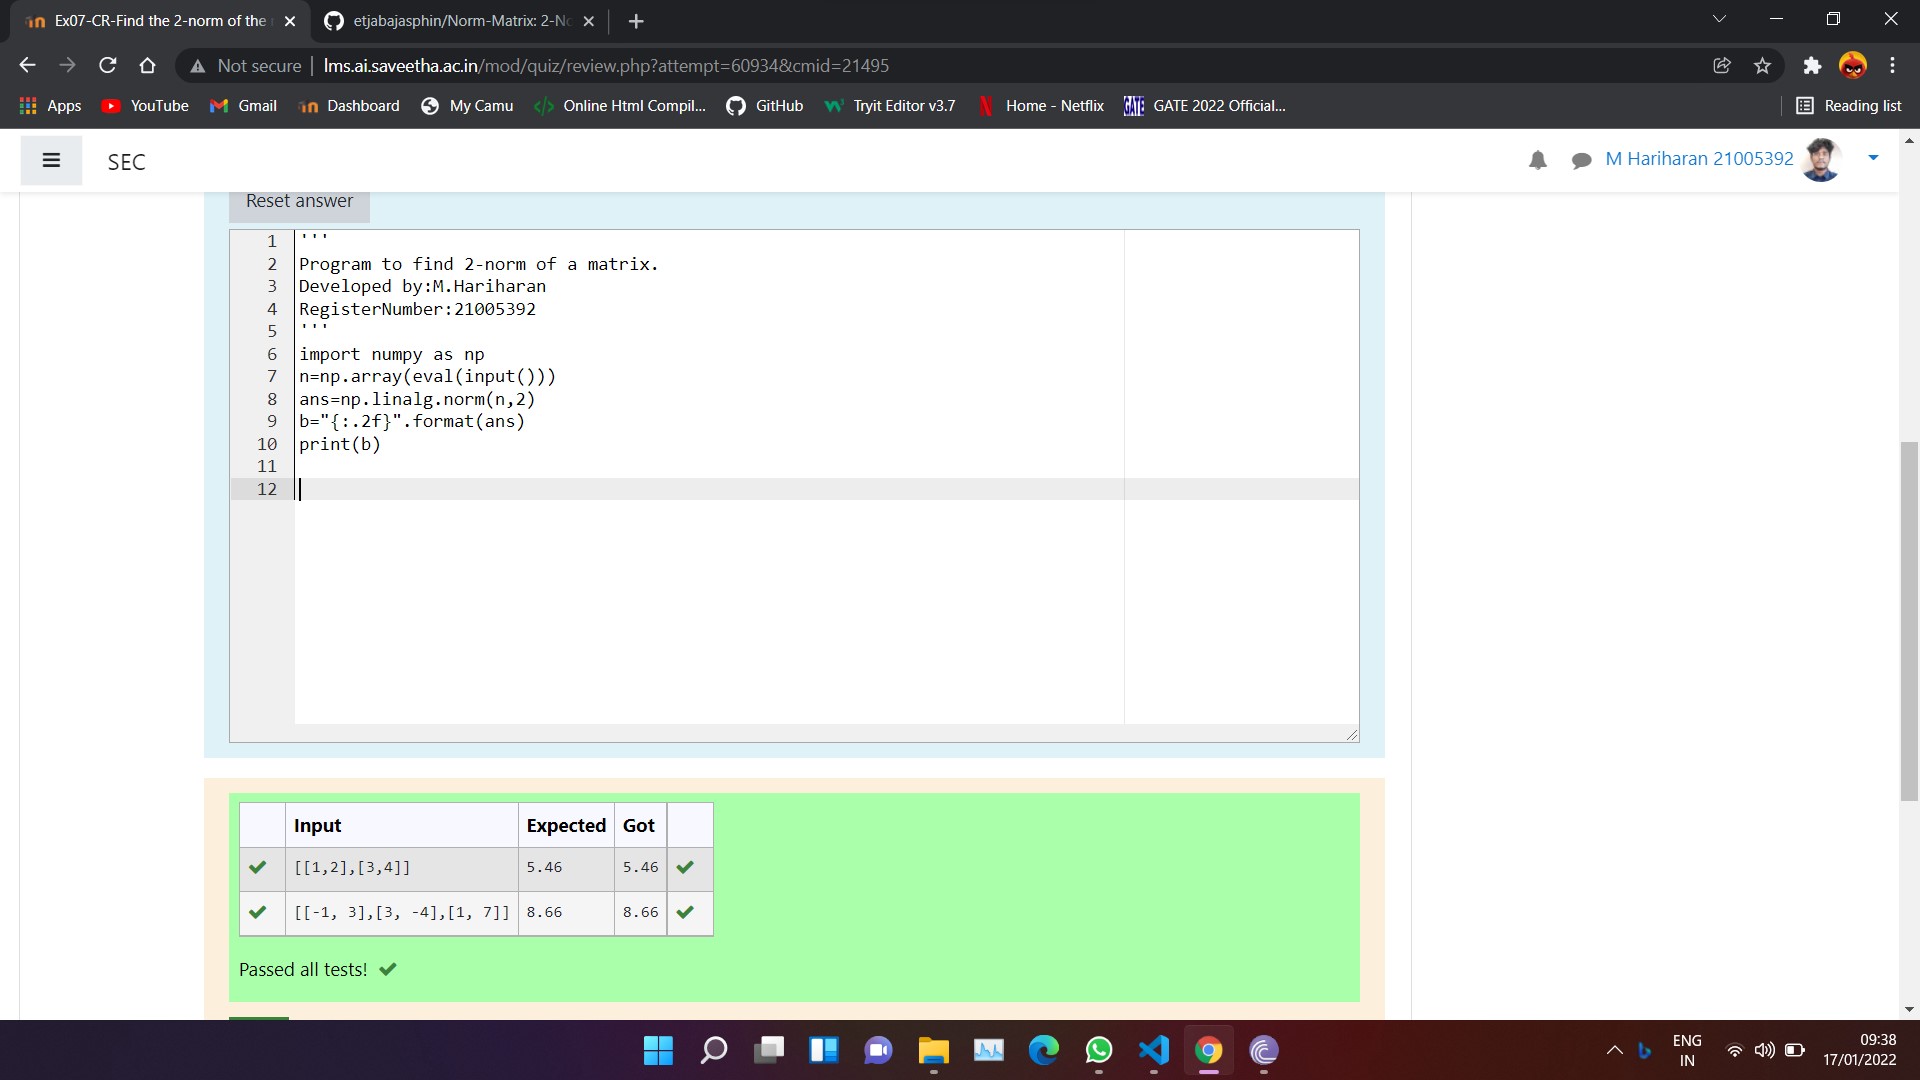 Ex07-CR-Find the 2-norm of the
etjabajasphin/Norm-Matrix: 2-No
Not secure | lms.ai.saveetha.ac.in/mod/quiz/review.php?attempt=60934&cmid=21495
Apps YouTube Gmail Dashboard My Camu Online Html Compil... GitHub Tryit Editor v3.7 Home - Netflix GATE GATE 2022 Official... Reading list
SEC M Hariharan 21005392
Reset answer
1 '''
2 Program to find 2-norm of a matrix.
3 Developed by:M.Hariharan
4 RegisterNumber:21005392
5 '''
6 import numpy as np
7 n=np.array(eval(input()))
8 ans=np.linalg.norm(n,2)
9 b="{:.2f}".format(ans)
10 print(b)
11
12
Input Expected Got
[[1,2],[3,4]] 5.46 5.46
[[-1, 3],[3, -4],[1, 7]] 8.66 8.66
Passed all tests!
ENG 09:38
IN 17/01/2022